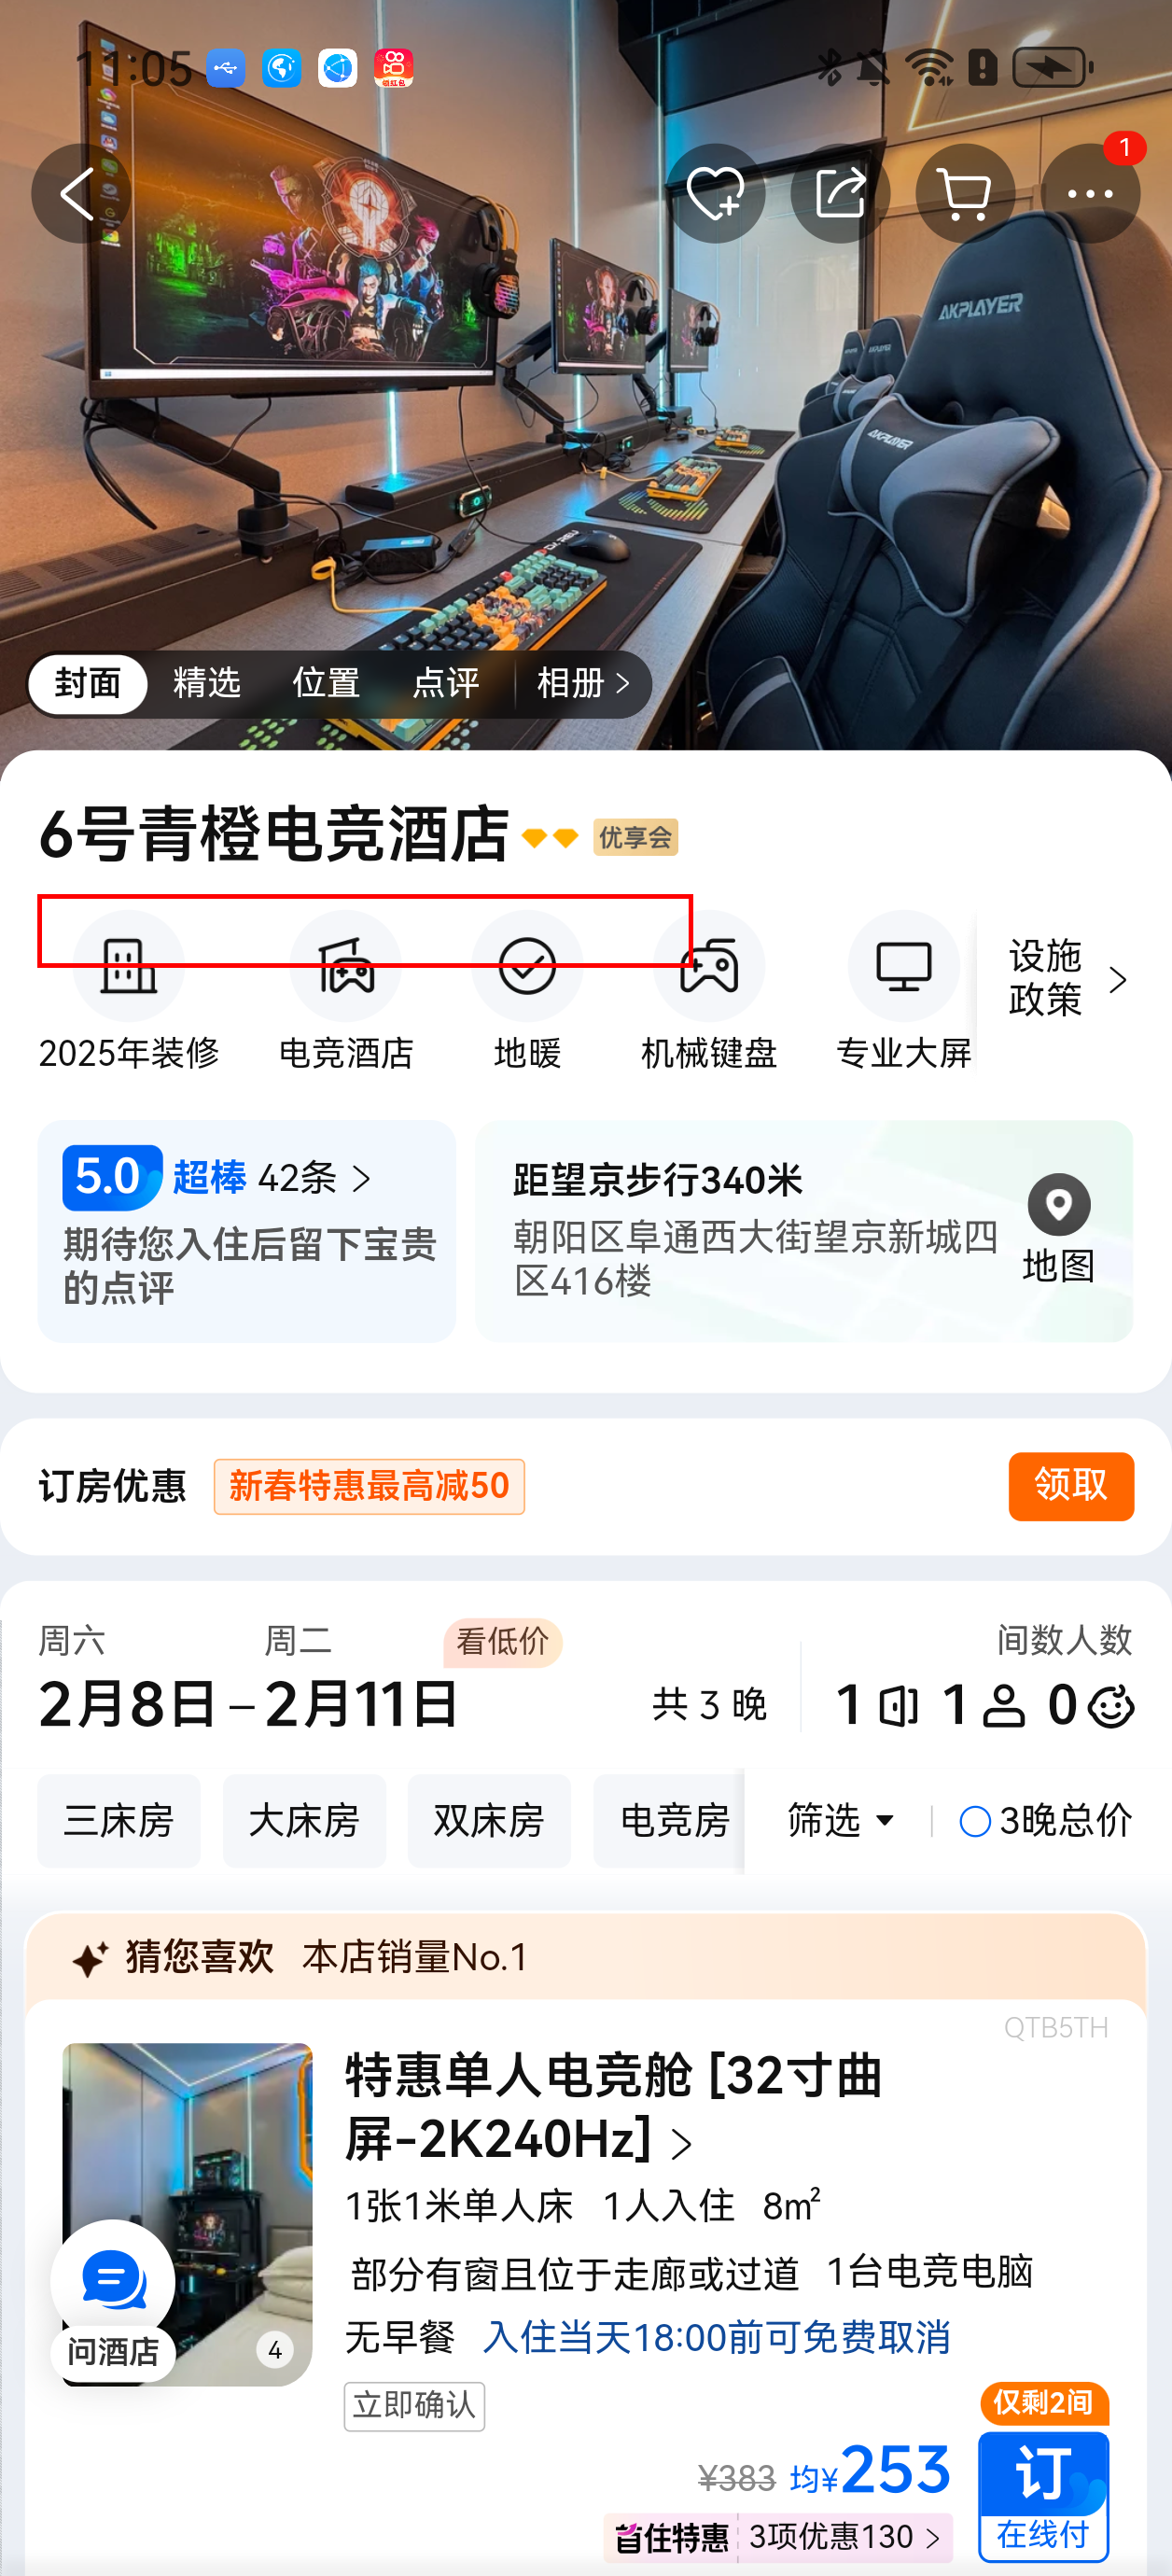 11:05
1
AKPLAYER
AKPLAYER
封面 精选 位置 点评 相册 >
6号青橙电竞酒店 优享会
2025年装修 电竞酒店 地暖 机械键盘 专业大屏
设施
政策
5.0 超棒 42条 >
期待您入住后留下宝贵
的点评
距望京步行340米
朝阳区阜通西大街望京新城四
区416楼
地图
订房优惠 新春特惠最高减50 领取
周六 周二 看低价 间数人数
2月8日 – 2月11日 共 3 晚 1 1 0
三床房 大床房 双床房 电竞房 筛选 3晚总价
猜您喜欢 本店销量No.1
QTB5TH
特惠单人电竞舱 [32寸曲
屏-2K240Hz] >
1张1米单人床 1人入住 8㎡
部分有窗且位于走廊或过道 1台电竞电脑
无早餐 入住当天18:00前可免费取消
问酒店
4
立即确认
仅剩2间
¥383 均¥253
订
在线付
首住特惠 3项优惠130 >